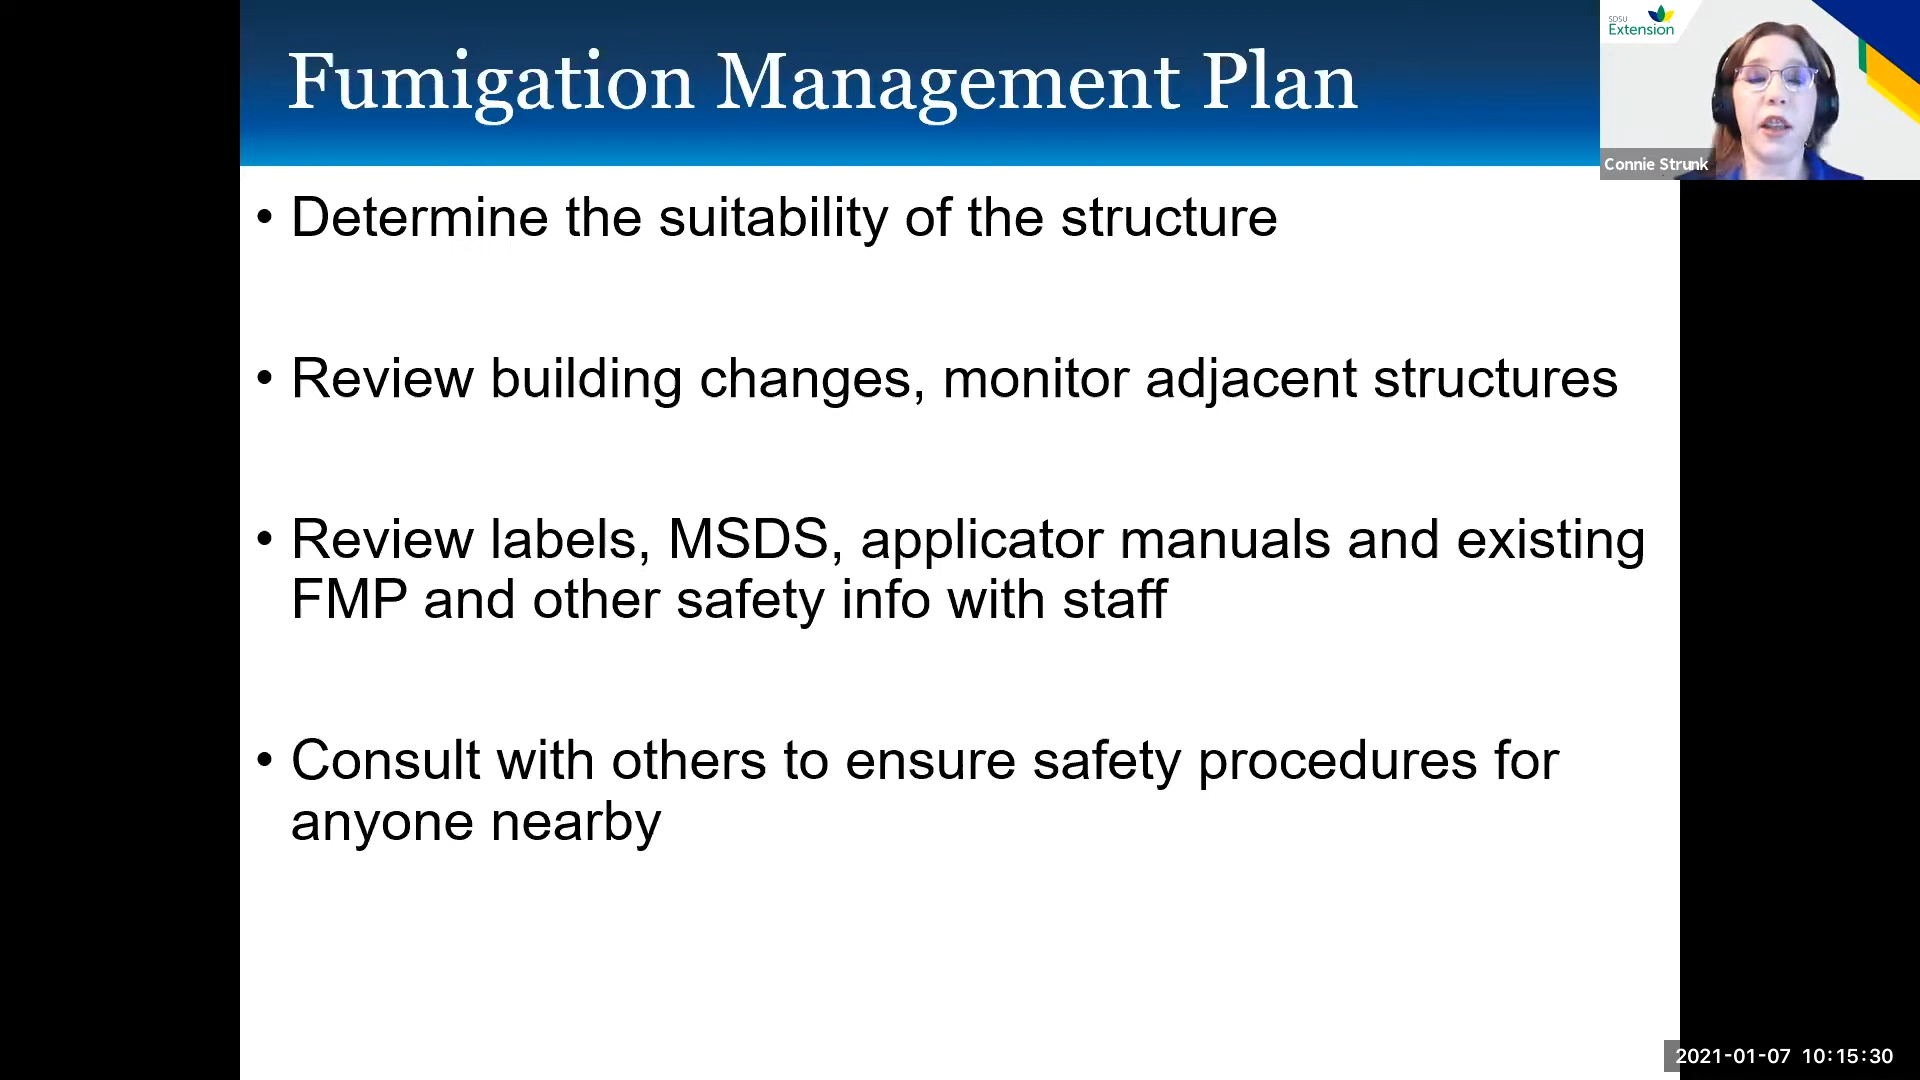 Fumigation Management Plan
SDSU
Extension
Connie Strunk
• Determine the suitability of the structure
• Review building changes, monitor adjacent structures
• Review labels, MSDS, applicator manuals and existing
FMP and other safety info with staff
• Consult with others to ensure safety procedures for
anyone nearby
2021-01-07 10:15:30